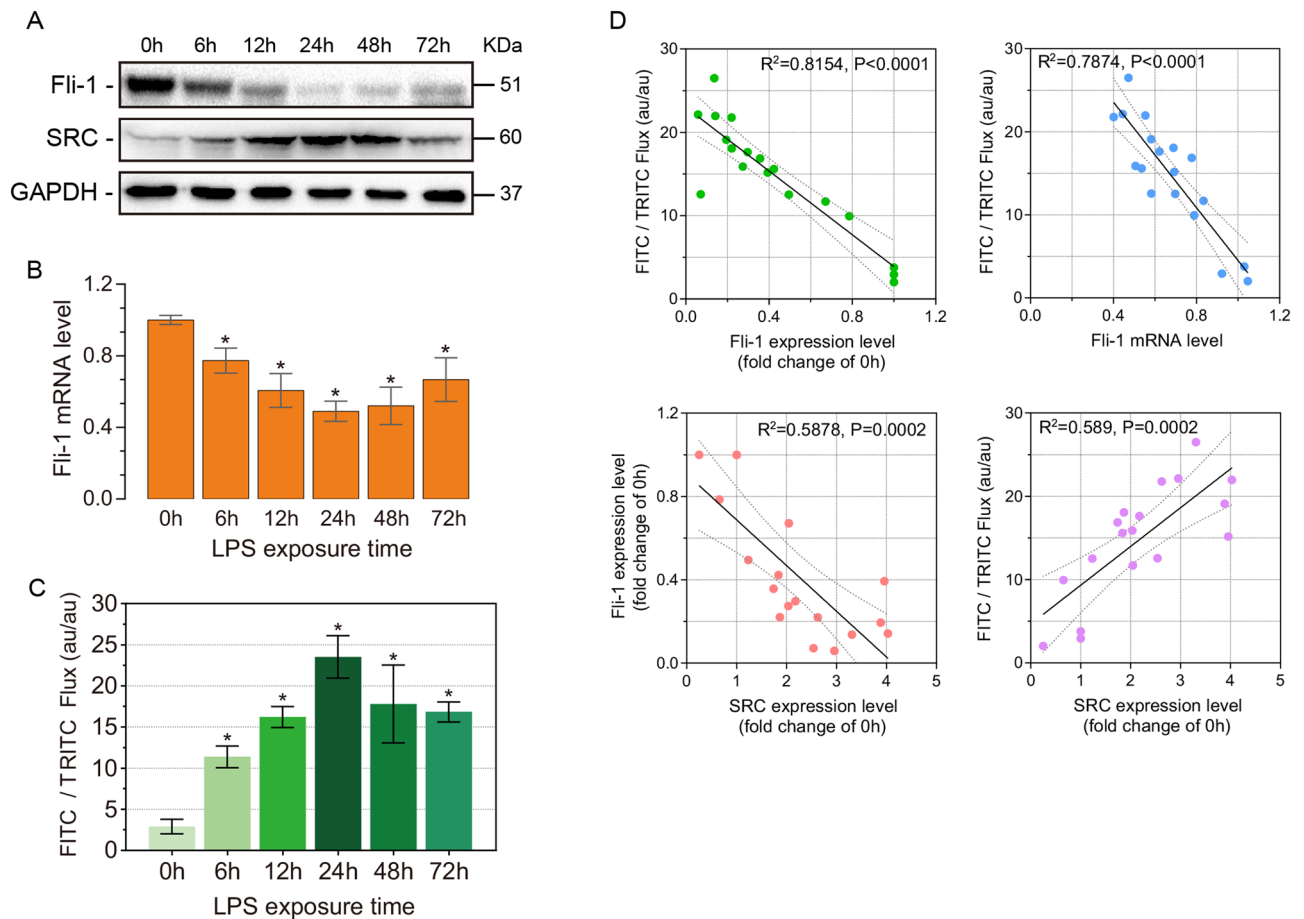 A
0h 6h 12h 24h 48h 72h KDa
Fli-1 - 51
SRC - 60
GAPDH - 37
B
Fli-1 mRNA level
1.2
0.8
0.4
0.0
* * * * *
0h 6h 12h 24h 48h 72h
LPS exposure time
C
FITC / TRITC Flux (au/au)
30
25
20
15
10
5
0
* * * * *
0h 6h 12h 24h 48h 72h
LPS exposure time
D
R²=0.8154, P<0.0001
FITC / TRITC Flux (au/au)
30
20
10
0
0.0 0.4 0.8 1.2
Fli-1 expression level
(fold change of 0h)
R²=0.7874, P<0.0001
FITC / TRITC Flux (au/au)
30
20
10
0
0.0 0.4 0.8 1.2
Fli-1 mRNA level
R²=0.5878, P=0.0002
Fli-1 expression level
(fold change of 0h)
1.2
0.8
0.4
0.0
0 1 2 3 4 5
SRC expression level
(fold change of 0h)
R²=0.589, P=0.0002
FITC / TRITC Flux (au/au)
30
20
10
0
0 1 2 3 4 5
SRC expression level
(fold change of 0h)